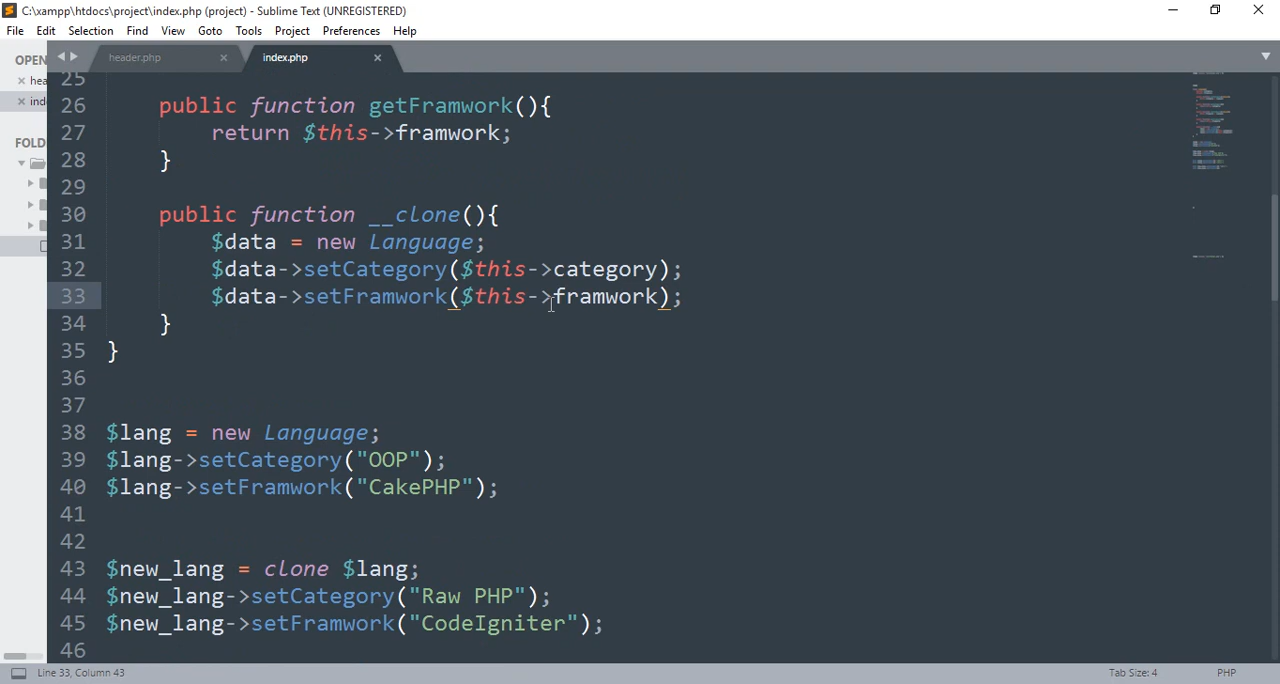 C:\xampp\htdocs\project\index.php (project) - Sublime Text (UNREGISTERED)
File Edit Selection Find View Goto Tools Project Preferences Help
OPEN
header.php
index.php
hea
ind
FOLD
25
26 public function getFramwork(){
27 return $this->framwork;
28 }
29
30 public function __clone(){
31 $data = new Language;
32 $data->setCategory($this->category);
33 $data->setFramwork($this->framwork);
34 }
35 }
36
37
38 $lang = new Language;
39 $lang->setCategory("OOP");
40 $lang->setFramwork("CakePHP");
41
42
43 $new_lang = clone $lang;
44 $new_lang->setCategory("Raw PHP");
45 $new_lang->setFramwork("CodeIgniter");
46
Line 33, Column 43 Tab Size: 4 PHP